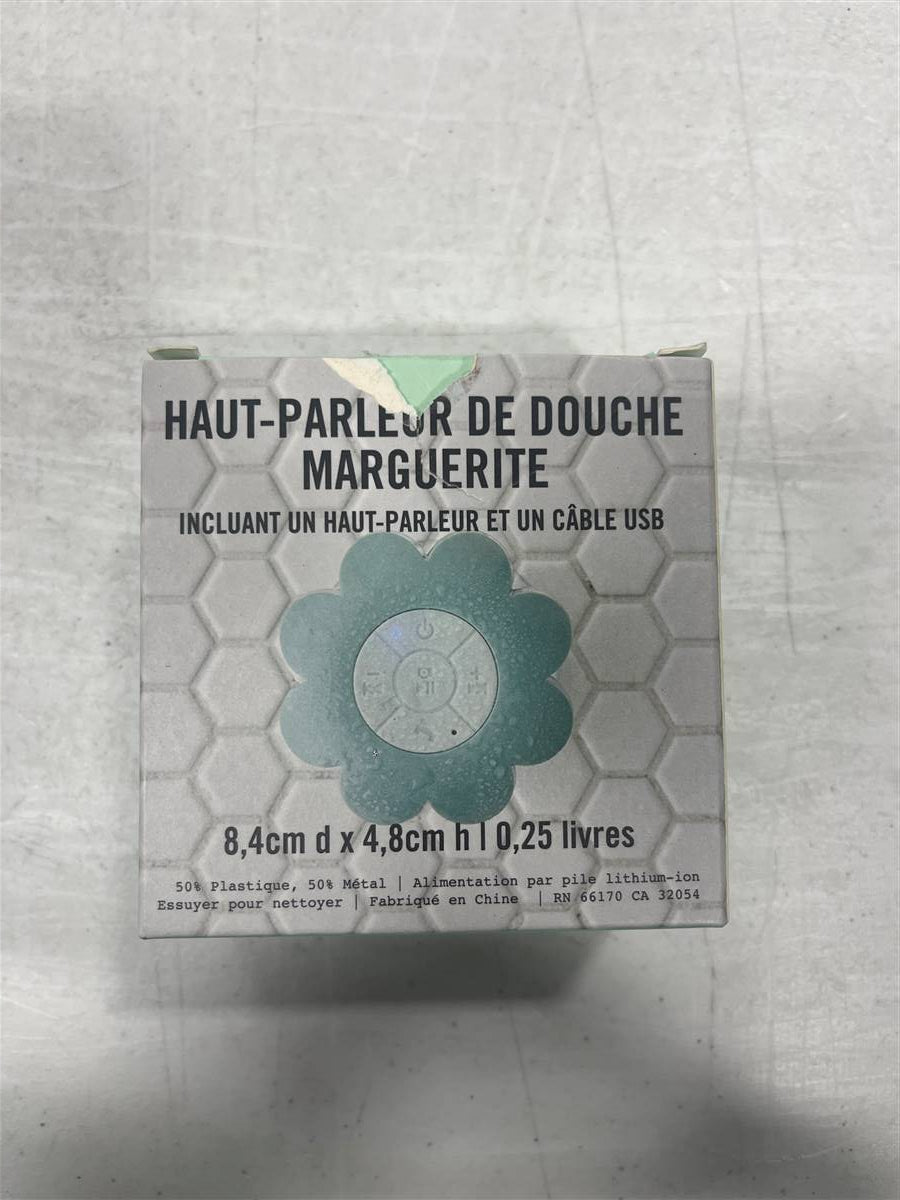 HAUT-PARLEUR DE DOUCHE
MARGUERITE
INCLUANT UN HAUT-PARLEUR ET UN CÂBLE USB
8,4cm d x 4,8cm h | 0,25 livres
50% Plastique, 50% Métal | Alimentation par pile lithium-ion
Essuyer pour nettoyer | Fabriqué en Chine | RN 66170 CA 32054